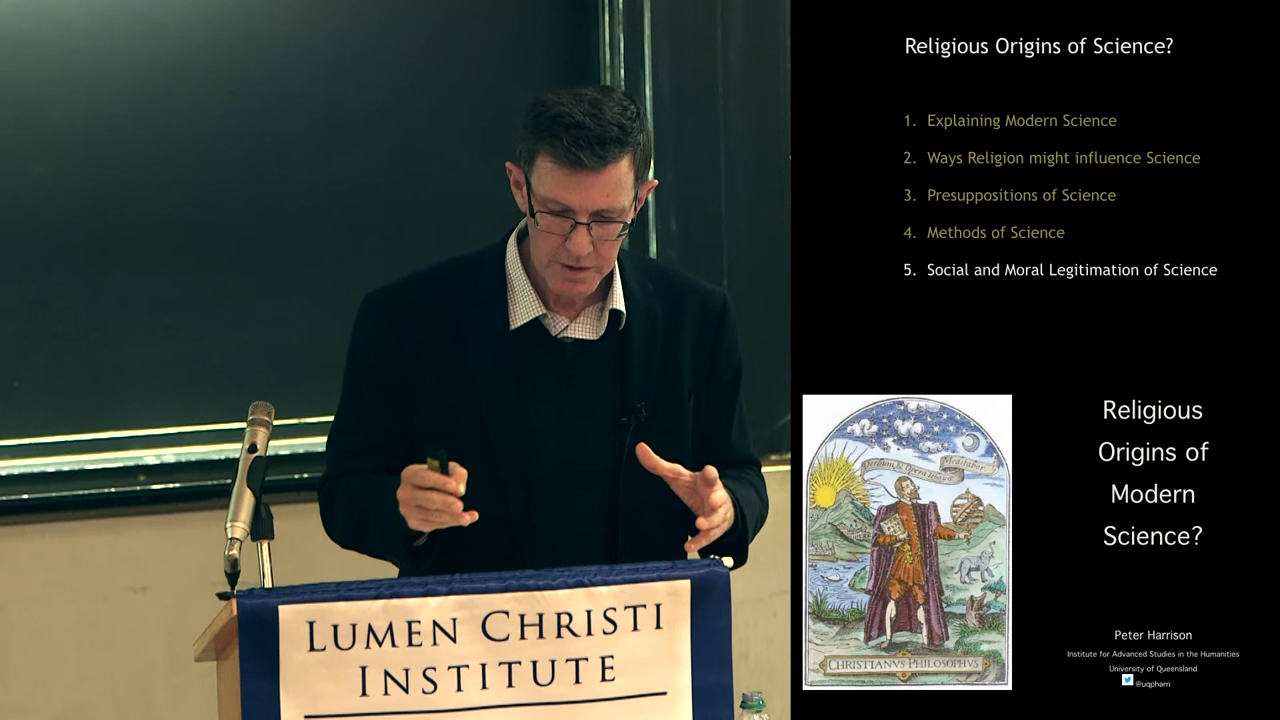 Religious Origins of Science?
1. Explaining Modern Science
2. Ways Religion might influence Science
3. Presuppositions of Science
4. Methods of Science
5. Social and Moral Legitimation of Science
Religious
Origins of
Modern
Science?
Meditabor
CHRISTIANVS PHILOSOPHVS
Peter Harrison
Institute for Advanced Studies in the Humanities
University of Queensland
@uqpharri
LUMEN CHRISTI
INSTITUTE